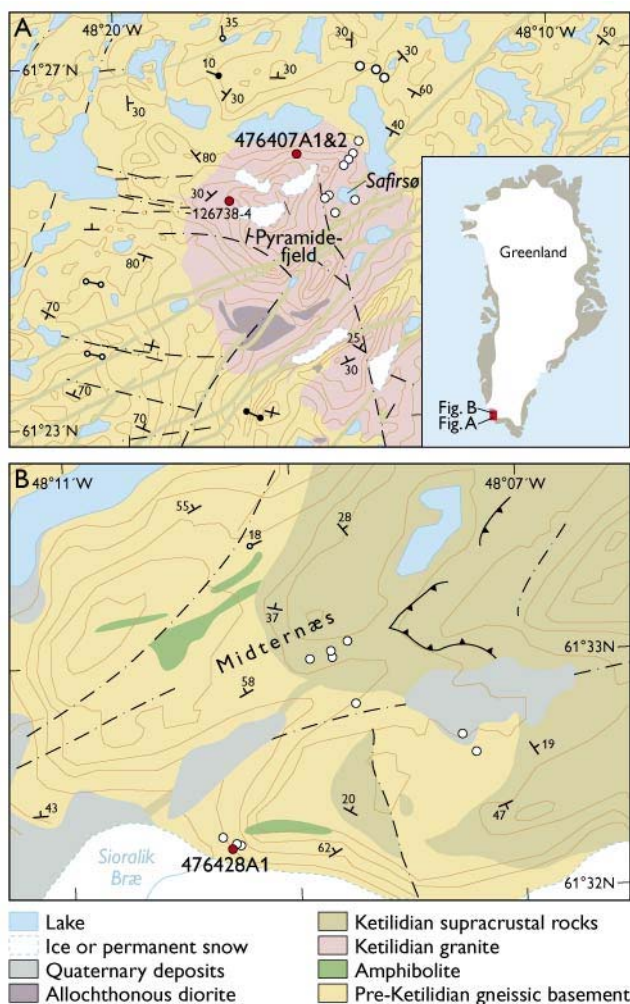 A
48°20´W
48°10´W
35
50
61°27´N
10
30
30
30
30
60
40
476407A1&2
80
30
Safirsø
126738-4
Pyramide-
fjeld
80
70
25
30
70
70
61°23´N
Greenland
Fig. B
Fig. A
B
48°11´W
48°07´W
55
18
28
37
Midternæs
61°33´N
58
19
43
20
47
62
Sioralik
Bræ
476428A1
61°32´N
Lake
Ice or permanent snow
Quaternary deposits
Allochthonous diorite
Ketilidian supracrustal rocks
Ketilidian granite
Amphibolite
Pre-Ketilidian gneissic basement